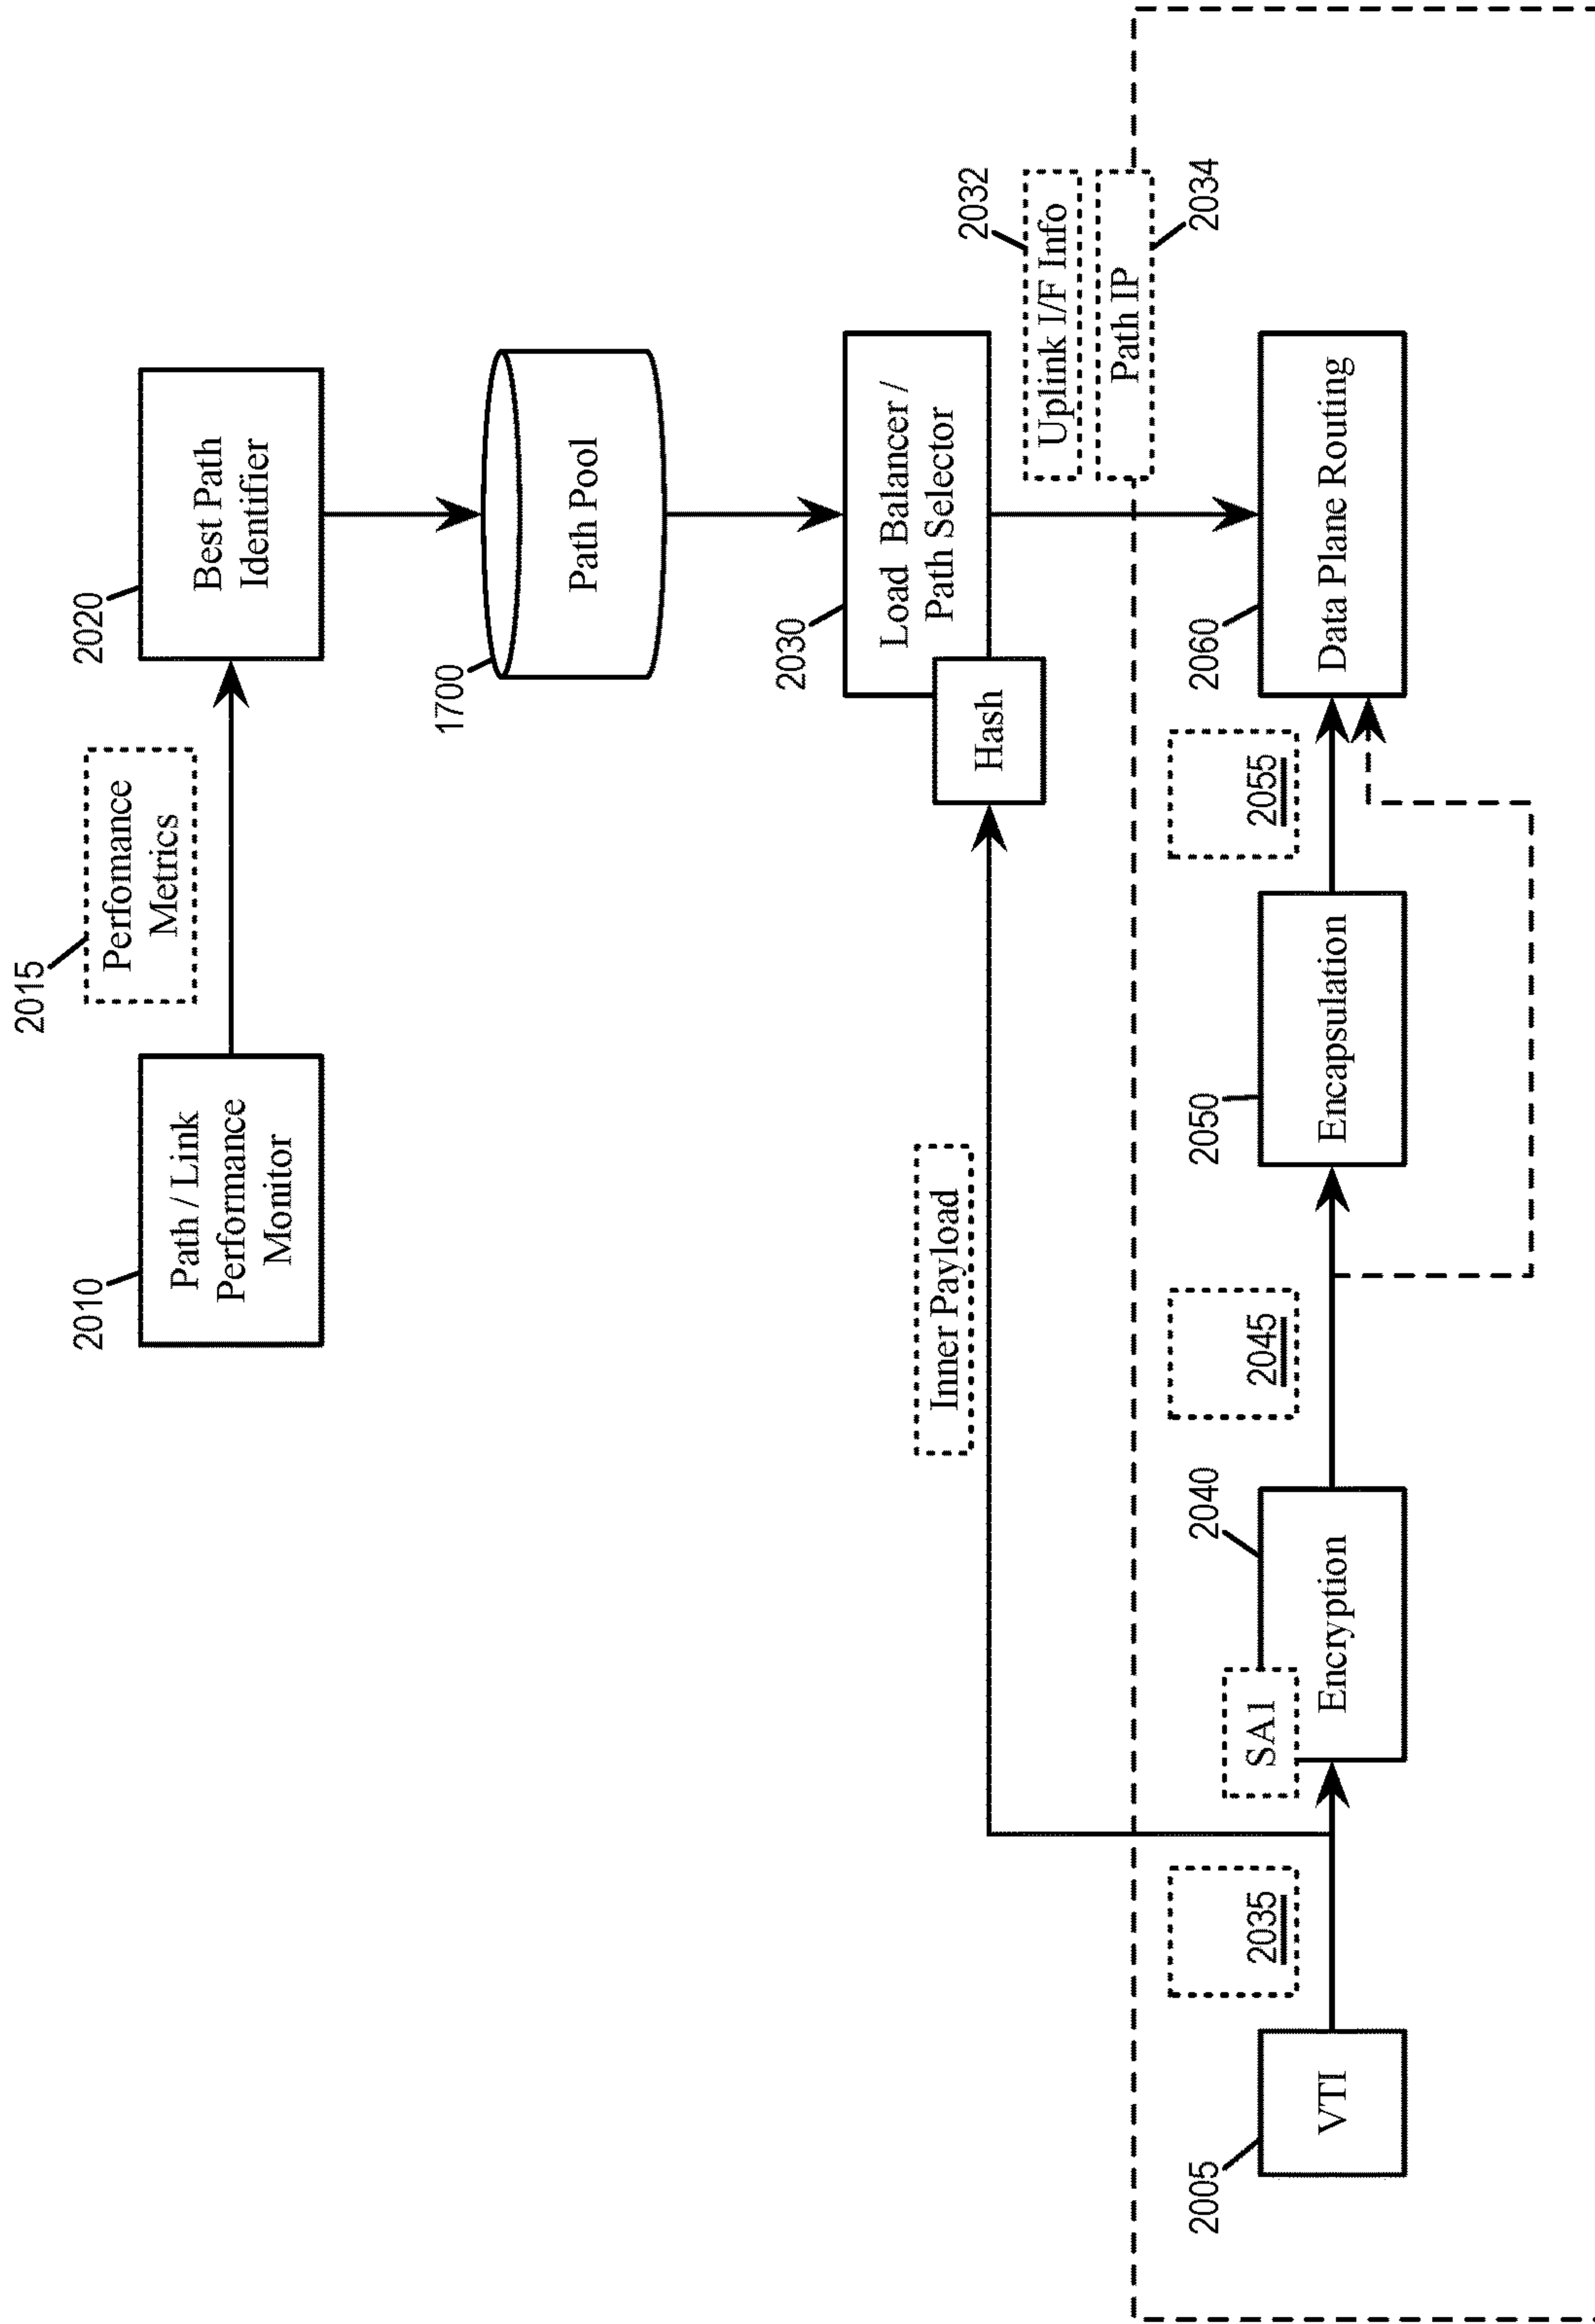 2010
Path / Link
Performance
Monitor
2015
Perfomance
Metrics
2020
Best Path
Identifier
1700
Path Pool
2030
Load Balancer /
Path Selector
Hash
Inner Payload
2032
Uplink I/F Info
Path IP
2034
2005
VTI
2035
SA1
2040
Encryption
2045
2050
Encapsulation
2055
2060
Data Plane Routing